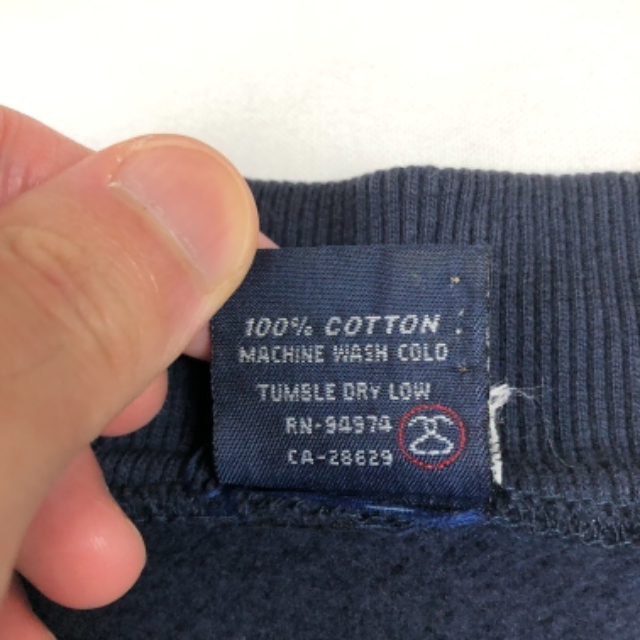 100% COTTON
MACHINE WASH COLD
TUMBLE DRY LOW
RN-94974
CA-28629